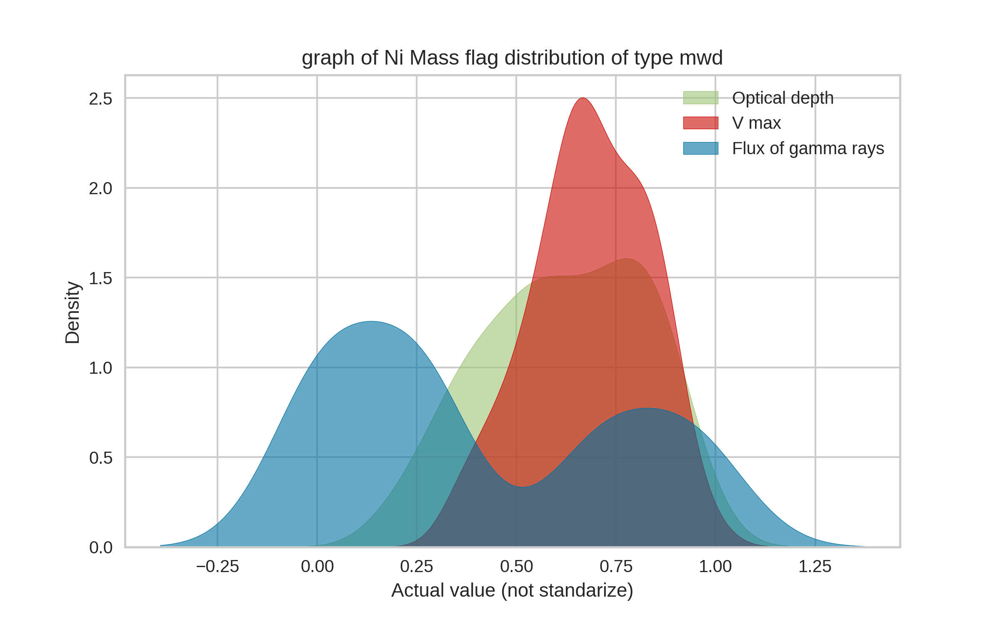 graph of Ni Mass flag distribution of type mwd
Optical depth
V max
Flux of gamma rays
Density
2.5
2.0
1.5
1.0
0.5
0.0
−0.25
0.00
0.25
0.50
0.75
1.00
1.25
Actual value (not standarize)